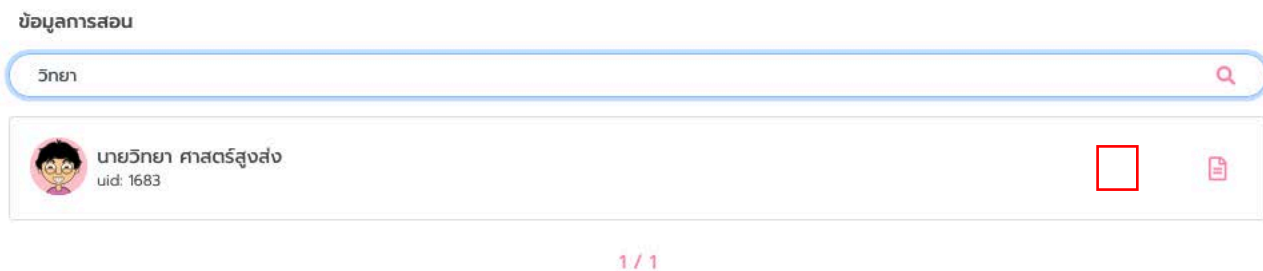 ข้อมูลการสอน
วิทยา
นายวิทยา ศาสตร์สูงส่ง
uid: 1683
1 / 1